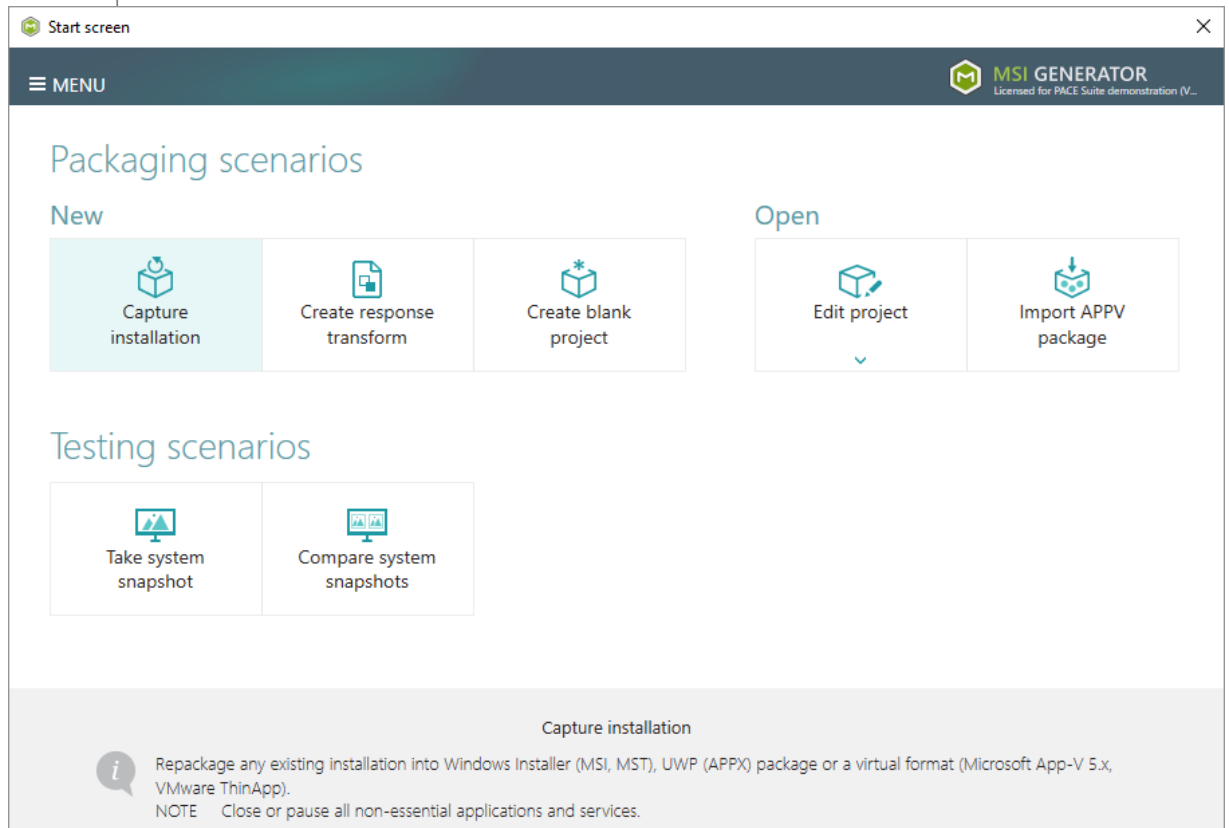 Start screen
MENU
MSI GENERATOR
Licensed for PACE Suite demonstration (V...
Packaging scenarios
New
Open
Capture
installation
Create response
transform
Create blank
project
Edit project
Import APPV
package
Testing scenarios
Take system
snapshot
Compare system
snapshots
Capture installation
Repackage any existing installation into Windows Installer (MSI, MST), UWP (APPX) package or a virtual format (Microsoft App-V 5.x,
VMware ThinApp).
NOTE Close or pause all non-essential applications and services.